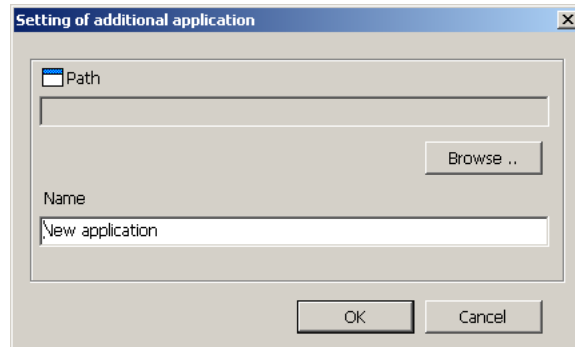 Setting of additional application
Path
Browse ..
Name
New application
OK
Cancel